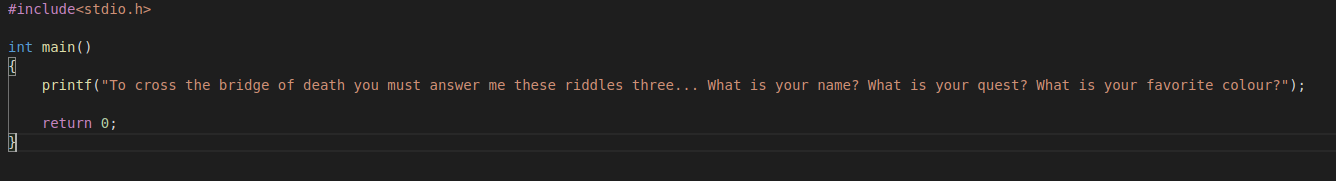 #include<stdio.h>
int main()
{
printf("To cross the bridge of death you must answer me these riddles three... What is your name? What is your quest? What is your favorite colour?");
return 0;
}